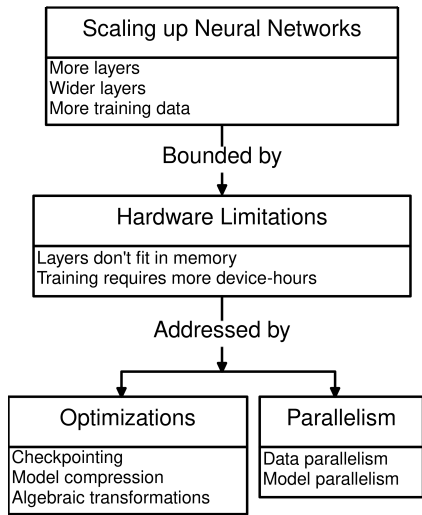 Scaling up Neural Networks
More layers
Wider layers
More training data
Bounded by
Hardware Limitations
Layers don't fit in memory
Training requires more device-hours
Addressed by
Optimizations
Checkpointing
Model compression
Algebraic transformations
Parallelism
Data parallelism
Model parallelism